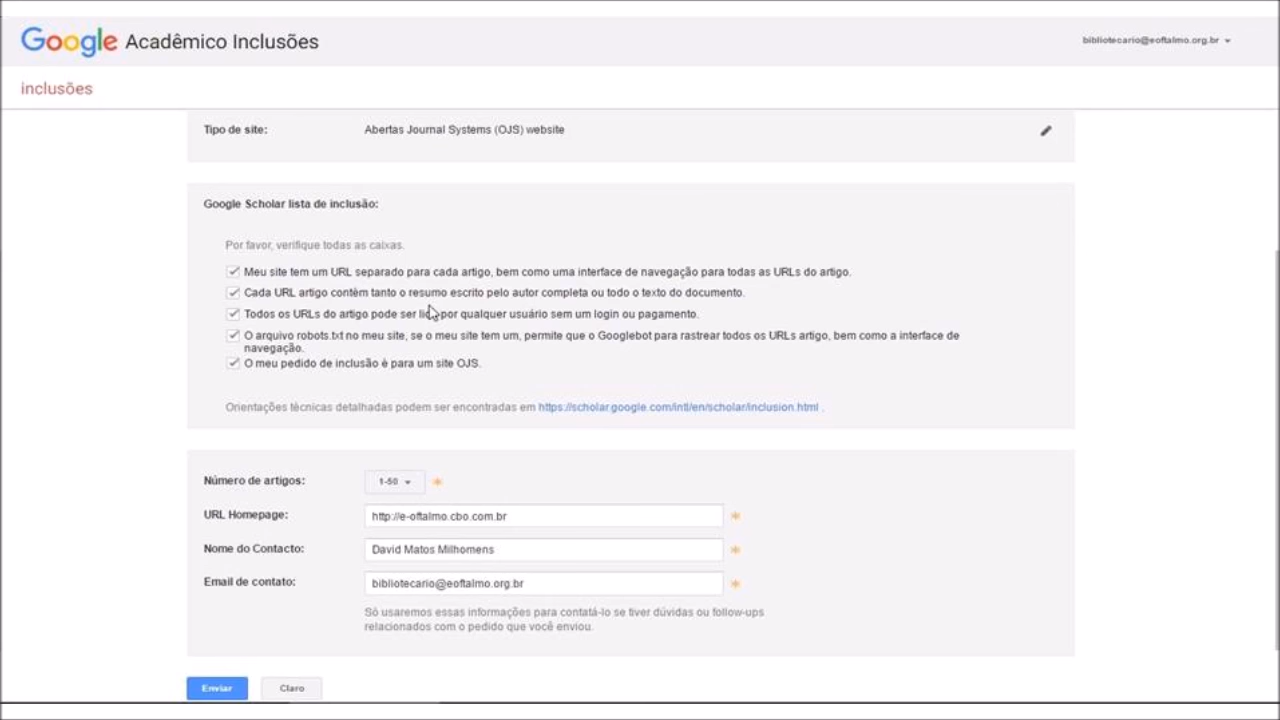 Google Acadêmico Inclusões
bibliotecario@eoftalmo.org.br
inclusões
Tipo de site: Abertas Journal Systems (OJS) website
Google Scholar lista de inclusão:
Por favor, verifique todas as caixas.
Meu site tem um URL separado para cada artigo, bem como uma interface de navegação para todas as URLs do artigo.
Cada URL artigo contém tanto o resumo escrito pelo autor completa ou todo o texto do documento.
Todos os URLs do artigo pode ser lido por qualquer usuário sem um login ou pagamento.
O arquivo robots.txt no meu site, se o meu site tem um, permite que o Googlebot para rastrear todos os URLs artigo, bem como a interface de
navegação.
O meu pedido de inclusão é para um site OJS.
Orientações técnicas detalhadas podem ser encontradas em https://scholar.google.com/intl/en/scholar/inclusion.html .
Número de artigos: 1-50 *
URL Homepage: http://e-oftalmo.cbo.com.br *
Nome do Contacto: David Matos Milhomens *
Email de contato: bibliotecario@eoftalmo.org.br *
Só usaremos essas informações para contatá-lo se tiver dúvidas ou follow-ups
relacionados com o pedido que você enviou.
Enviar Claro